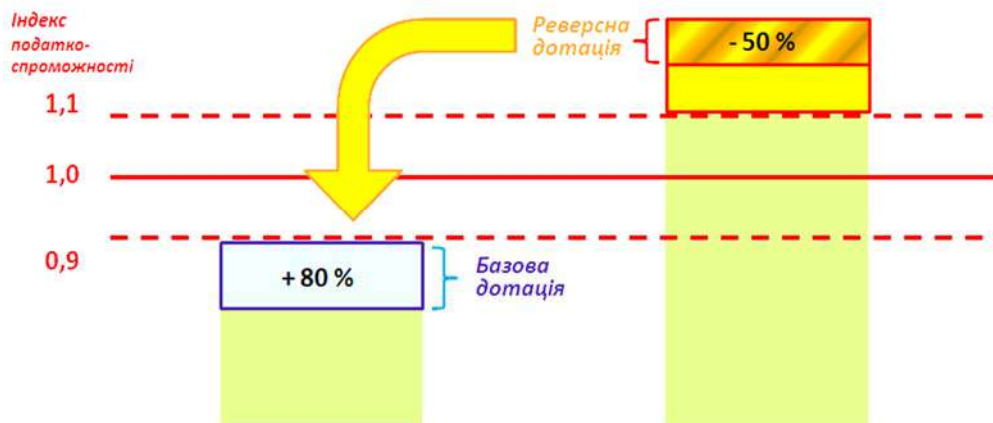 Індекс
податко-
спроможності
1,1
1,0
0,9
Реверсна
дотація
- 50 %
+ 80 %
Базова
дотація